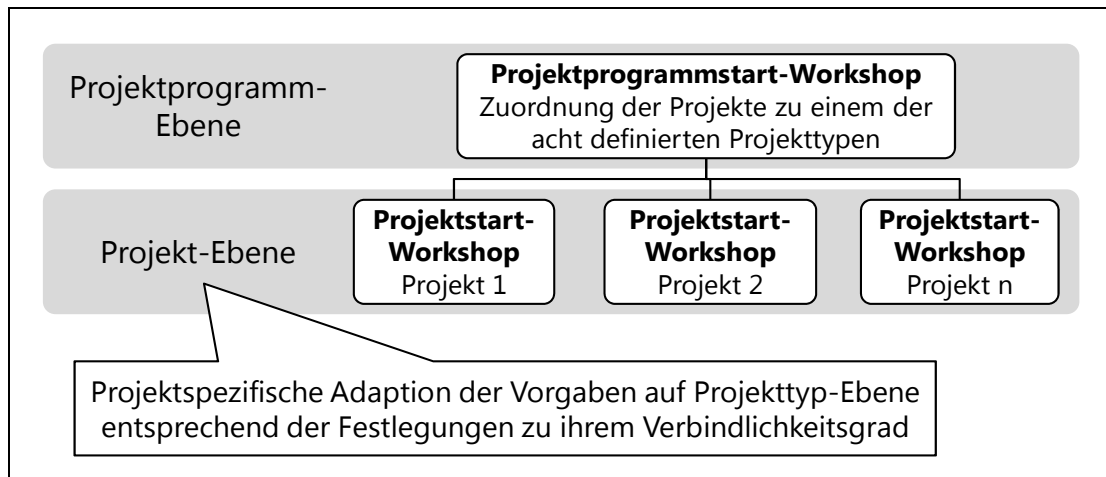 Projektprogramm-
Ebene
Projektprogrammstart-Workshop
Zuordnung der Projekte zu einem der
acht definierten Projekttypen
Projekt-Ebene
Projektstart-
Workshop
Projekt 1
Projektstart-
Workshop
Projekt 2
Projektstart-
Workshop
Projekt n
Projektspezifische Adaption der Vorgaben auf Projekttyp-Ebene
entsprechend der Festlegungen zu ihrem Verbindlichkeitsgrad